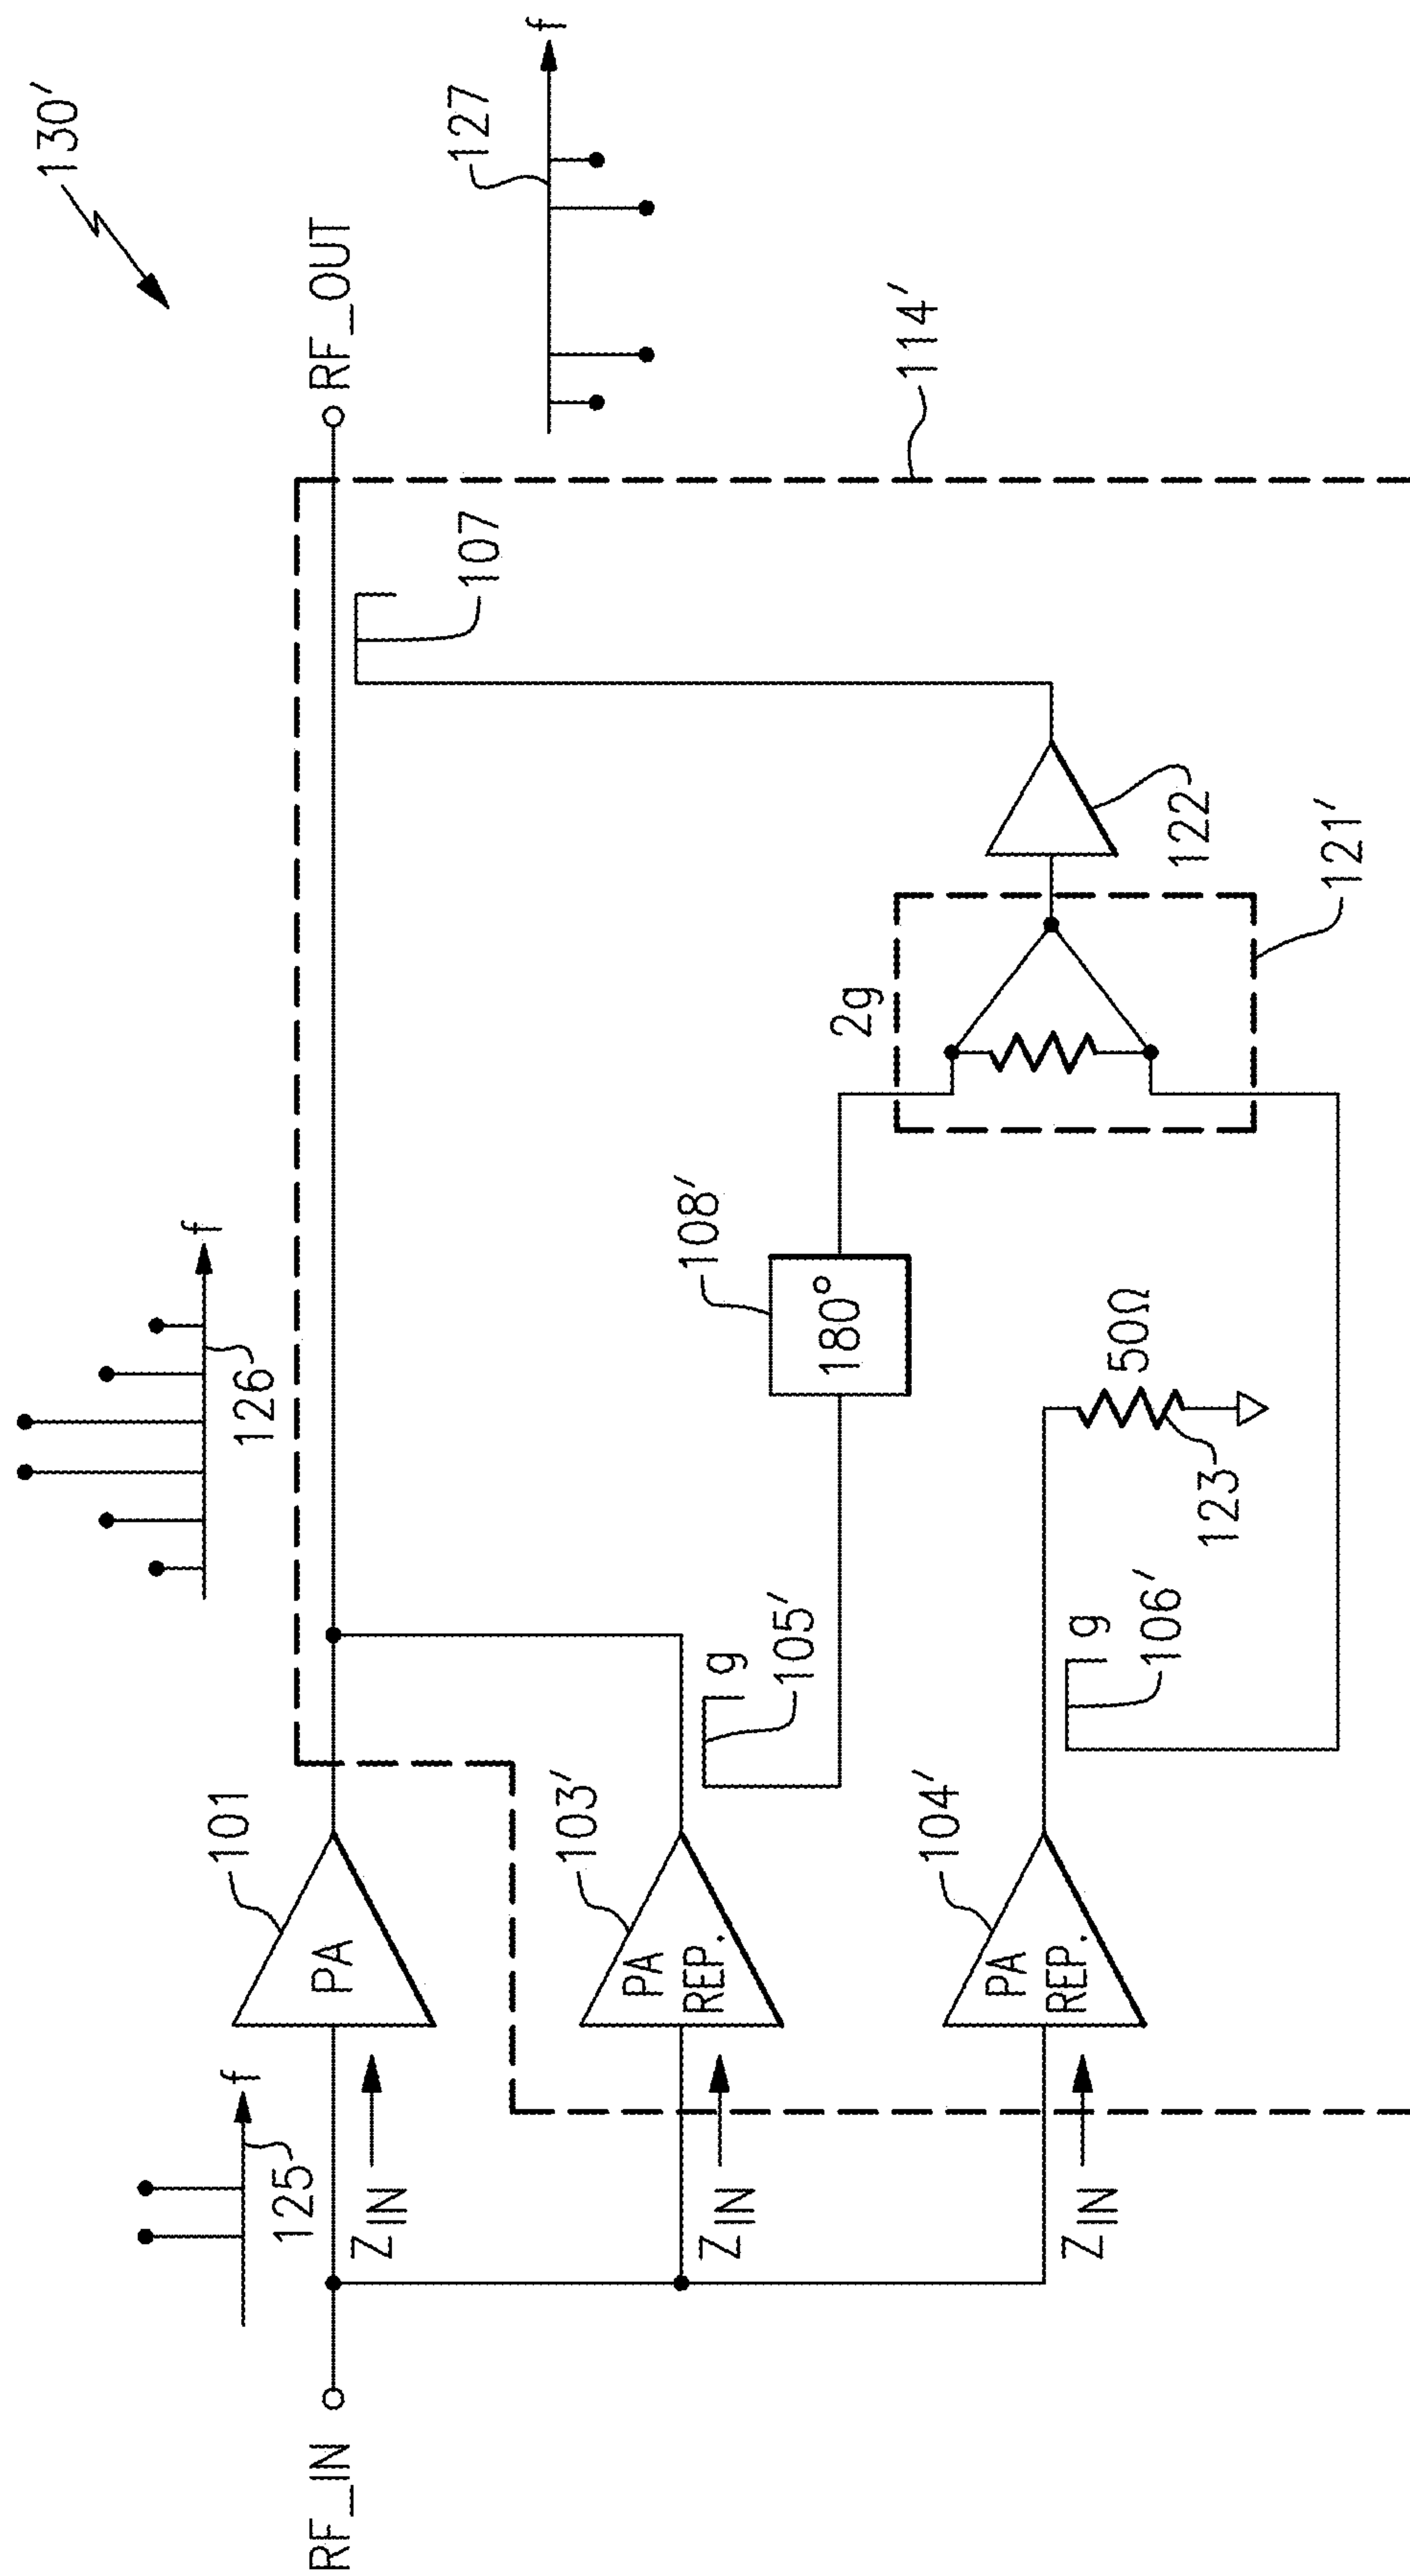 130′
RF_IN
RF_OUT
f
125
f
126
f
127
101
PA
Z_IN
103′
PA
REP.
Z_IN
104′
PA
REP.
Z_IN
g
105′
g
106′
50Ω
123
108′
180°
2g
121′
122
107
114′